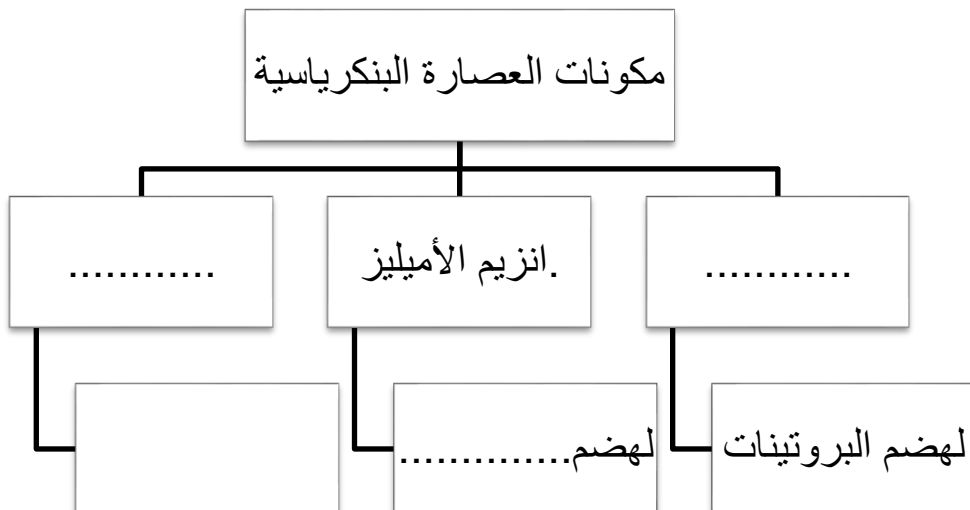 مكونات العصارة البنكرياسية
............
انزيم الأميليز.
............
لهضم البروتينات
لهضم..............